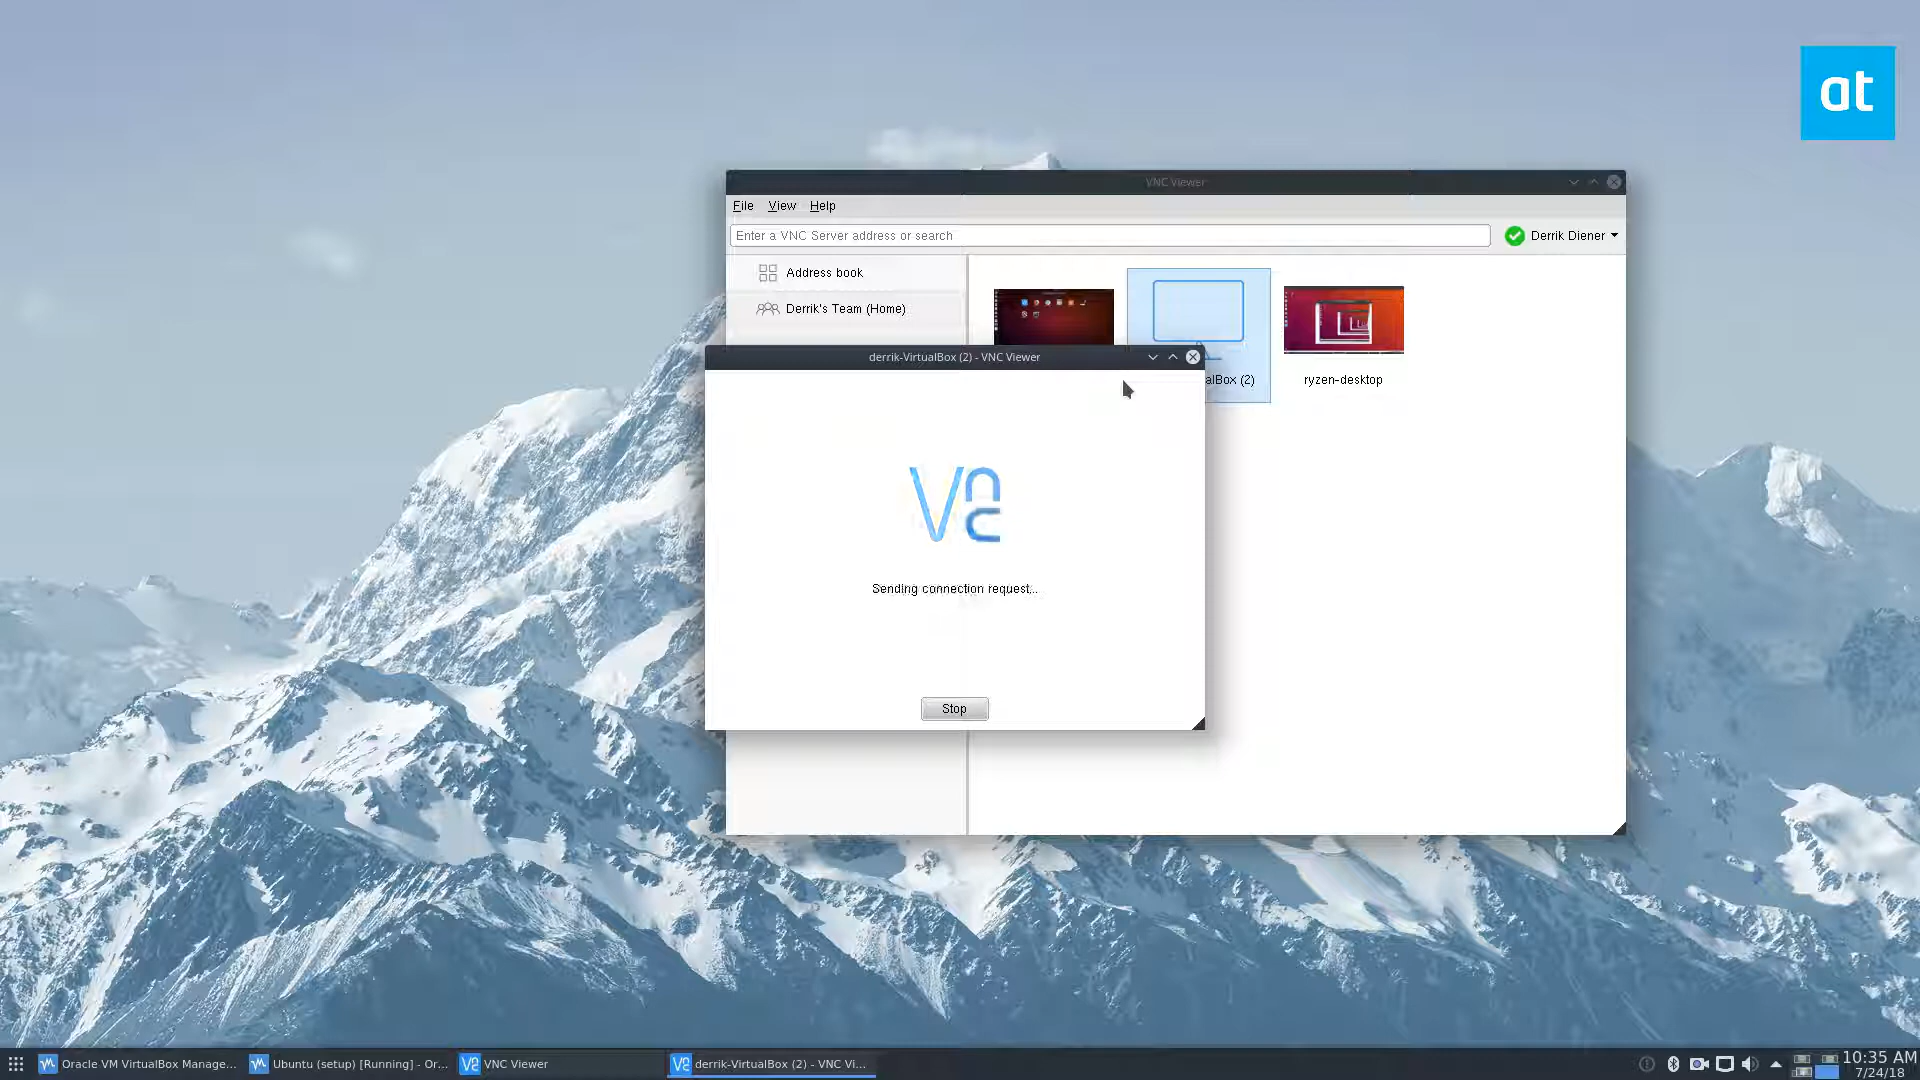 at
VNC Viewer
File View Help
Enter a VNC Server address or search
Derrik Diener
Address book
Derrik's Team (Home)
alBox (2)
ryzen-desktop
derrik-VirtualBox (2) - VNC Viewer
Vnc
Sending connection request...
Stop
Oracle VM VirtualBox Manage...
Ubuntu (setup) [Running] - Or...
VNC Viewer
derrik-VirtualBox (2) - VNC Vi...
10:35 AM
7/24/18